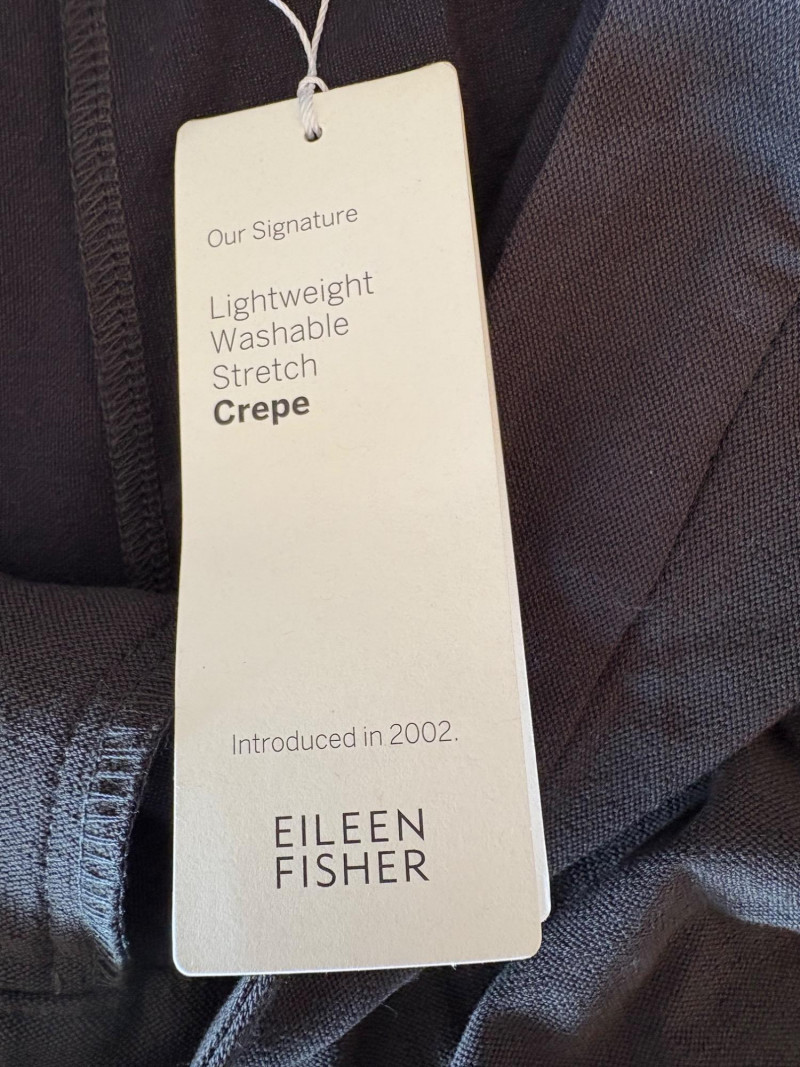 Our Signature
Lightweight
Washable
Stretch
Crepe
Introduced in 2002.
EILEEN
FISHER